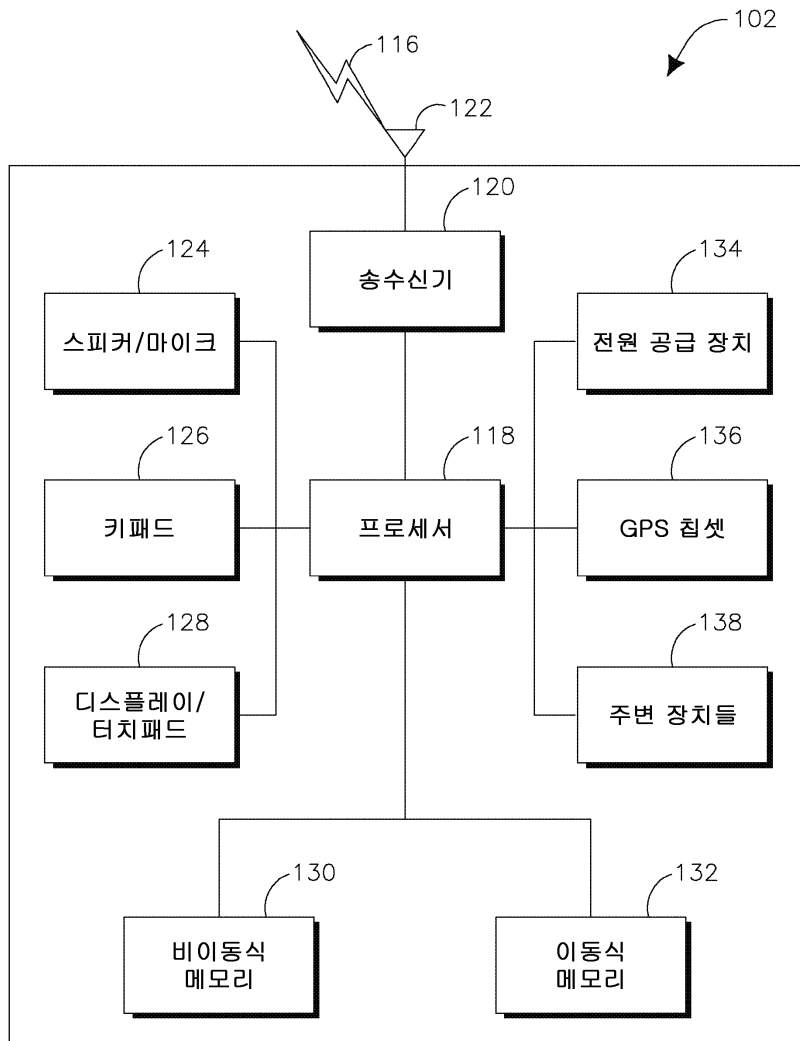 102
116
122
120
송수신기
124
스피커/마이크
134
전원 공급 장치
126
키패드
118
프로세서
136
GPS 칩셋
128
디스플레이/
터치패드
138
주변 장치들
130
비이동식
메모리
132
이동식
메모리